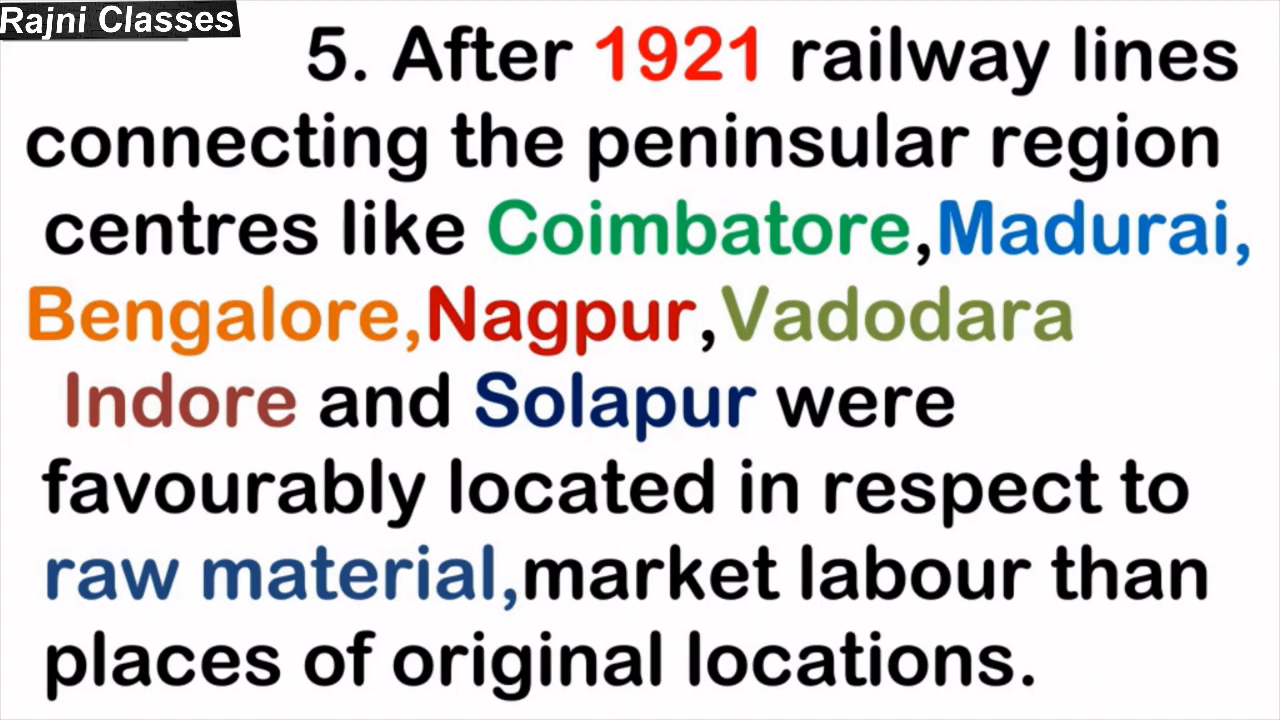 Rajni Classes
5. After 1921 railway lines
connecting the peninsular region
centres like Coimbatore,Madurai,
Bengalore,Nagpur,Vadodara
Indore and Solapur were
favourably located in respect to
raw material,market labour than
places of original locations.